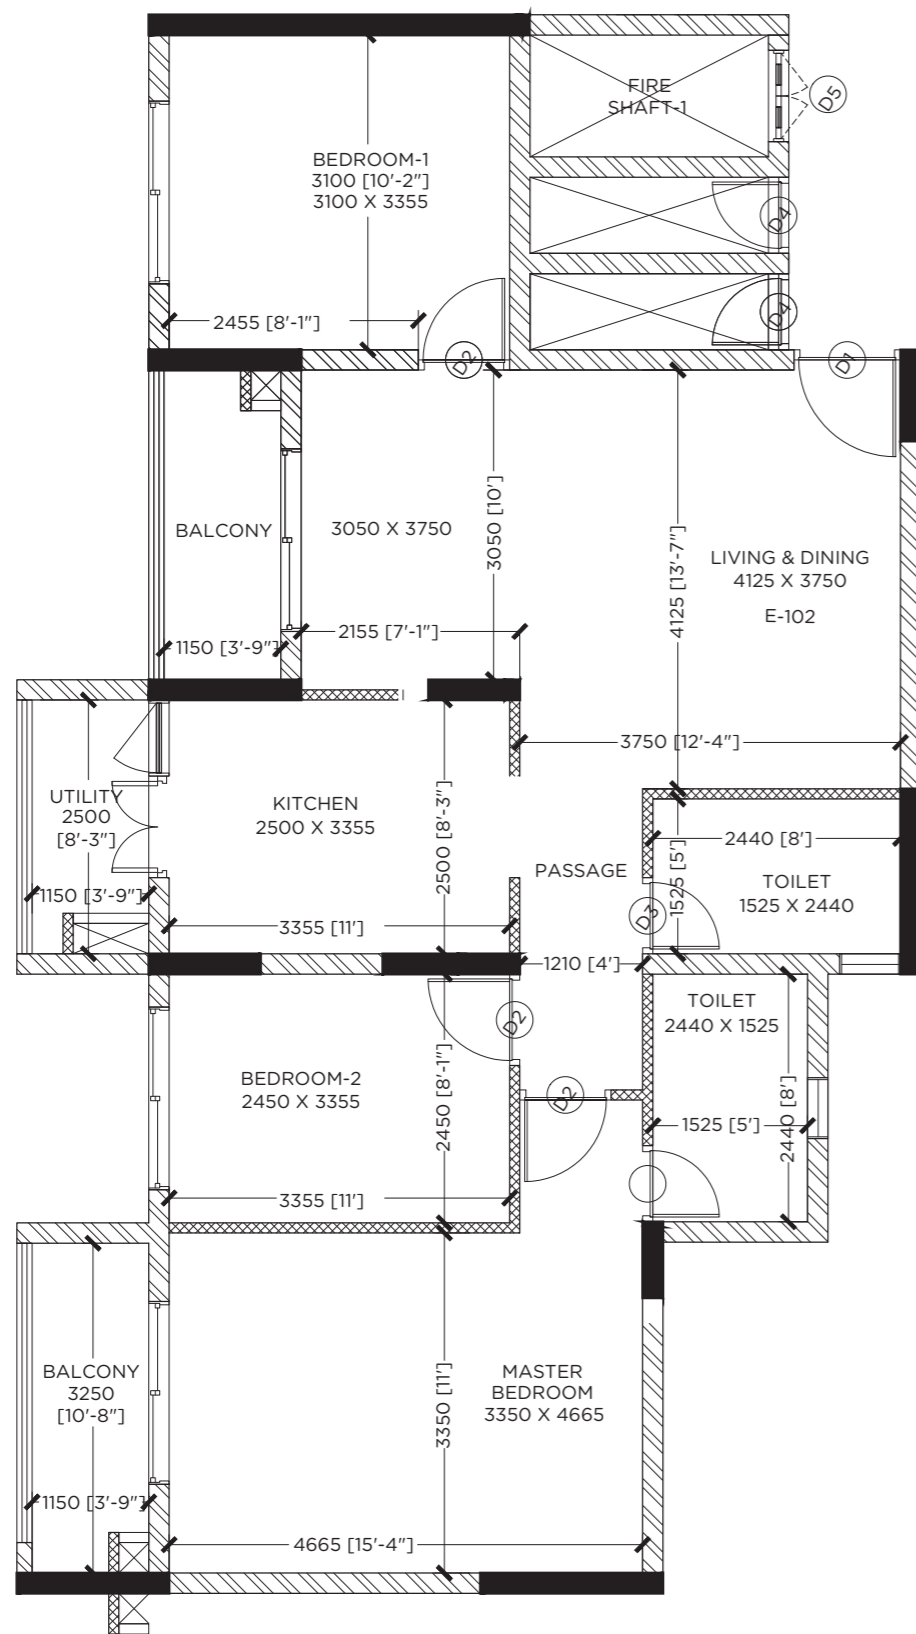 FIRE
SHAFT-1
D5
BEDROOM-1
3100 [10'-2"]
3100 X 3355
D4
D4
2455 [8'-1"]
D2
D1
BALCONY
3050 X 3750
3050 [10']
4125 [13'-7"]
LIVING & DINING
4125 X 3750
E-102
1150 [3'-9"]
2155 [7'-1"]
3750 [12'-4"]
UTILITY
2500
[8'-3"]
KITCHEN
2500 X 3355
2500 [8'-3"]
PASSAGE
2440 [8']
1525 [5']
TOILET
1525 X 2440
1150 [3'-9"]
3355 [11']
D3
1210 [4']
TOILET
2440 X 1525
D2
BEDROOM-2
2450 X 3355
2450 [8'-1"]
D2
1525 [5']
2440 [8']
3355 [11']
BALCONY
3250
[10'-8"]
3350 [11']
MASTER
BEDROOM
3350 X 4665
1150 [3'-9"]
4665 [15'-4"]